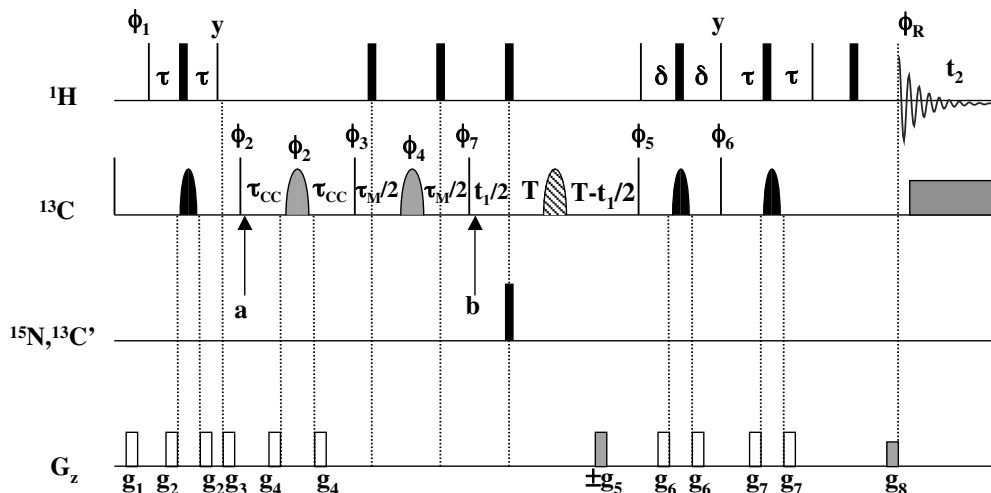 ϕ1 y y ϕR
τ τ δ δ τ τ t2
1H
ϕ2 ϕ2 ϕ3 ϕ4 ϕ7 ϕ5 ϕ6
τCC τCC τM/2 τM/2 t1/2 T T-t1/2
13C
a b
15N,13C’
Gz
g1 g2 g2 g3 g4 g4 ±g5 g6 g6 g7 g7 g8